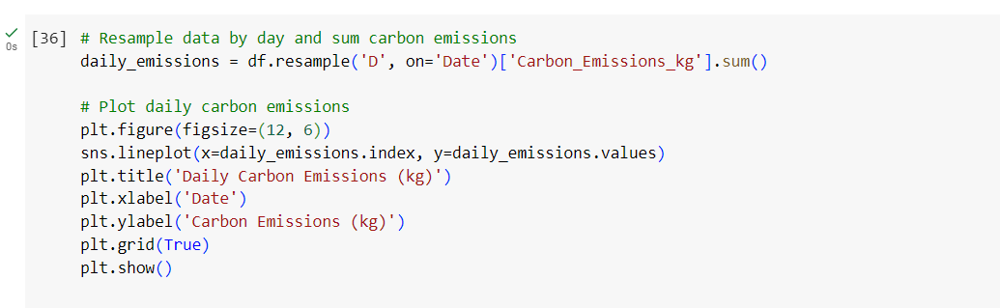 [36] # Resample data by day and sum carbon emissions
0s
daily_emissions = df.resample('D', on='Date')['Carbon_Emissions_kg'].sum()
# Plot daily carbon emissions
plt.figure(figsize=(12, 6))
sns.lineplot(x=daily_emissions.index, y=daily_emissions.values)
plt.title('Daily Carbon Emissions (kg)')
plt.xlabel('Date')
plt.ylabel('Carbon Emissions (kg)')
plt.grid(True)
plt.show()